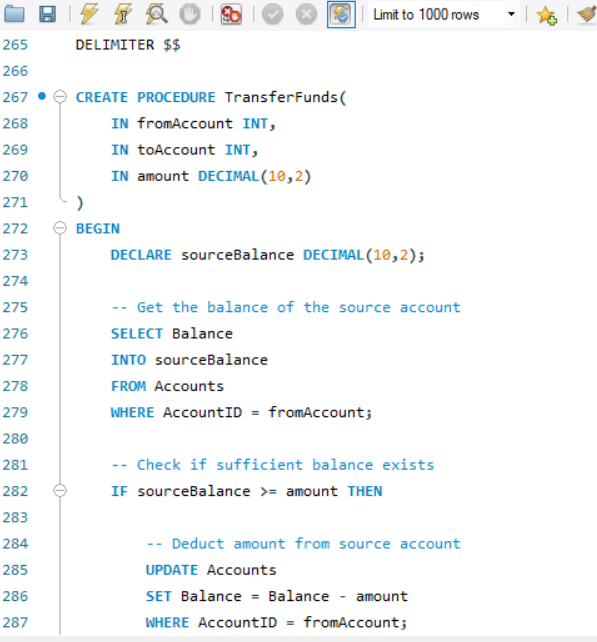 Limit to 1000 rows
265 DELIMITER $$
266
267 CREATE PROCEDURE TransferFunds(
268 IN fromAccount INT,
269 IN toAccount INT,
270 IN amount DECIMAL(10,2)
271 )
272 BEGIN
273 DECLARE sourceBalance DECIMAL(10,2);
274
275 -- Get the balance of the source account
276 SELECT Balance
277 INTO sourceBalance
278 FROM Accounts
279 WHERE AccountID = fromAccount;
280
281 -- Check if sufficient balance exists
282 IF sourceBalance >= amount THEN
283
284 -- Deduct amount from source account
285 UPDATE Accounts
286 SET Balance = Balance - amount
287 WHERE AccountID = fromAccount;